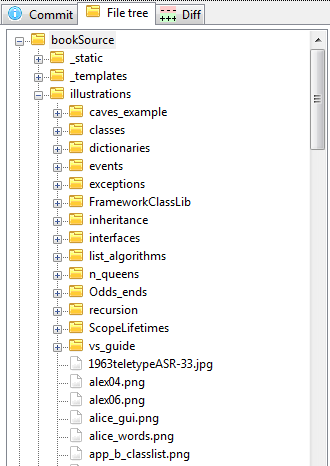 Commit File tree Diff
bookSource
_static
_templates
illustrations
caves_example
classes
dictionaries
events
exceptions
FrameworkClassLib
inheritance
interfaces
list_algorithms
n_queens
Odds_ends
recursion
ScopeLifetimes
vs_guide
1963teletypeASR-33.jpg
alex04.png
alex06.png
alice_gui.png
alice_words.png
app_b_classlist.png